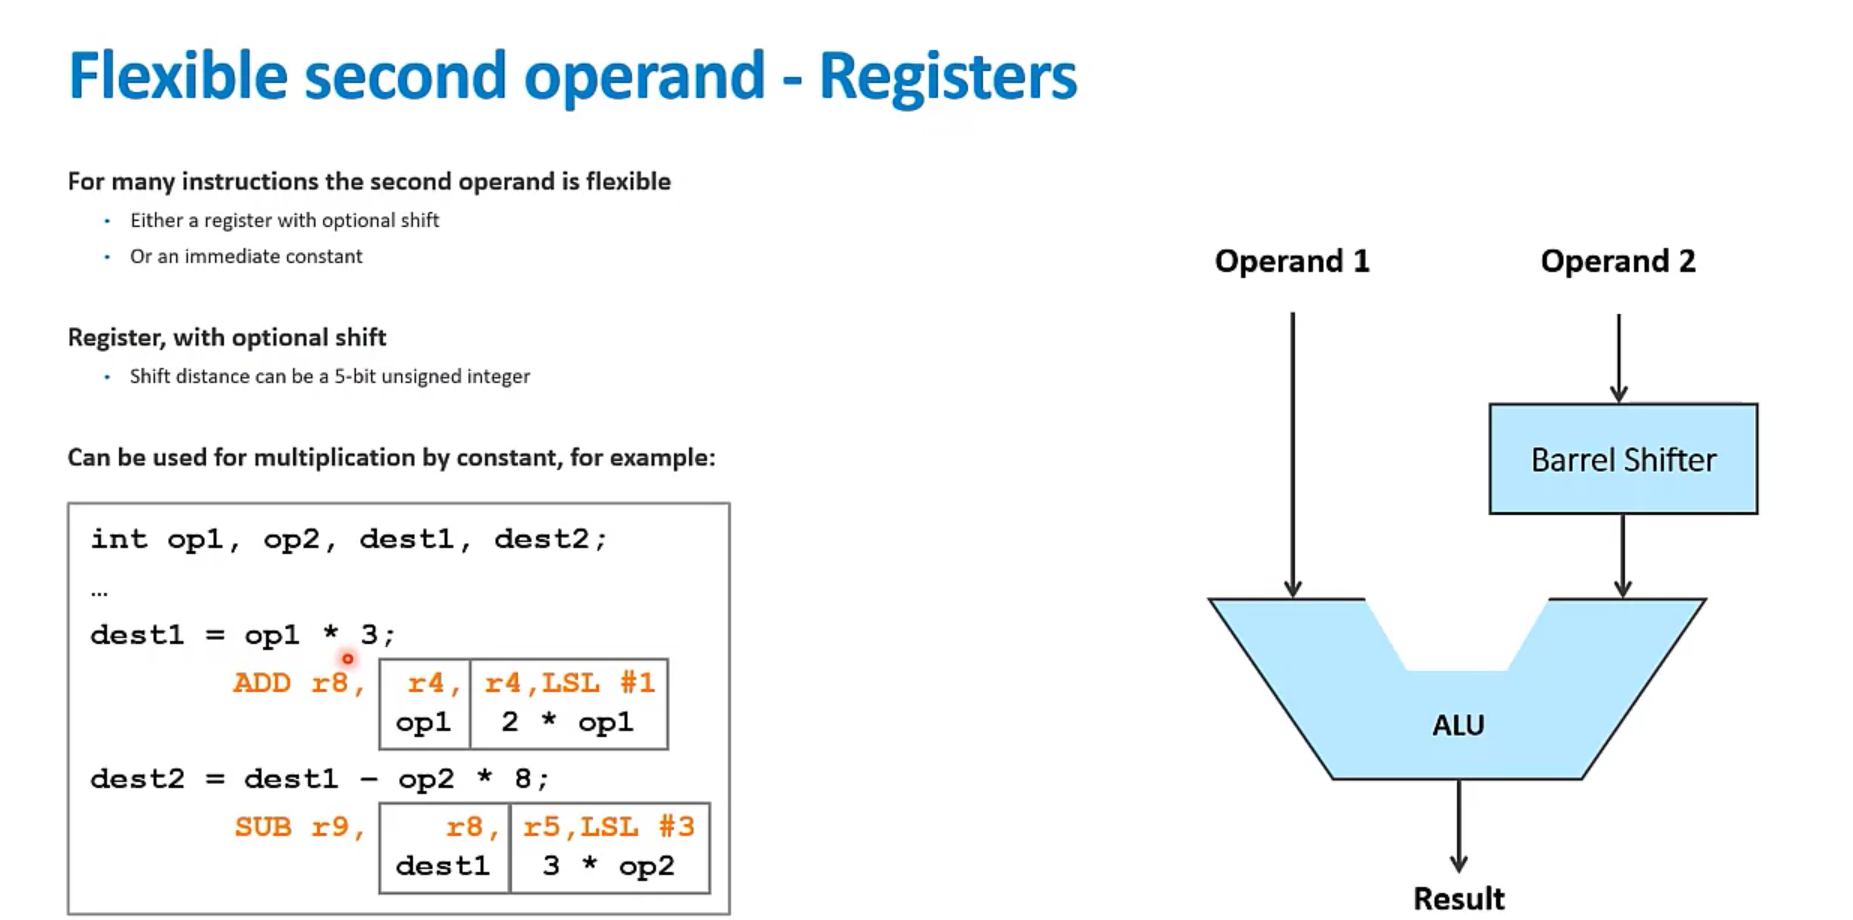 Flexible second operand - Registers
For many instructions the second operand is flexible
• Either a register with optional shift
• Or an immediate constant
Register, with optional shift
• Shift distance can be a 5-bit unsigned integer
Can be used for multiplication by constant, for example:
int op1, op2, dest1, dest2;
…
dest1 = op1 * 3;
ADD r8, r4, r4,LSL #1
op1 2 * op1
dest2 = dest1 – op2 * 8;
SUB r9, r8, r5,LSL #3
dest1 3 * op2
Operand 1 Operand 2
Barrel Shifter
ALU
Result